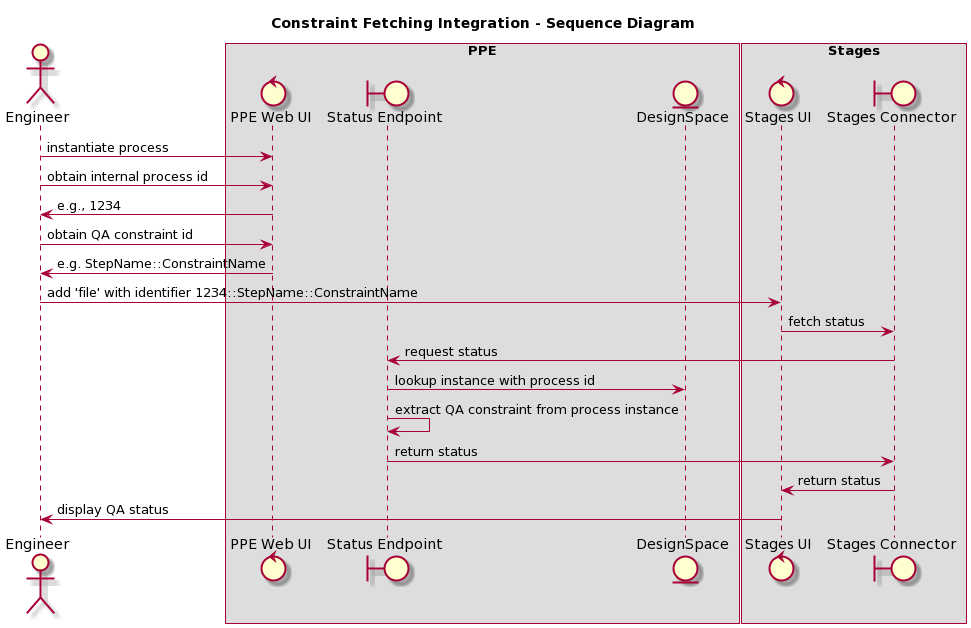 Constraint Fetching Integration - Sequence Diagram
PPE
Stages
Engineer
PPE Web UI
Status Endpoint
DesignSpace
Stages UI
Stages Connector
instantiate process
obtain internal process id
e.g., 1234
obtain QA constraint id
e.g. StepName::ConstraintName
add 'file' with identifier 1234::StepName::ConstraintName
fetch status
request status
lookup instance with process id
extract QA constraint from process instance
return status
return status
display QA status
Engineer
PPE Web UI
Status Endpoint
DesignSpace
Stages UI
Stages Connector